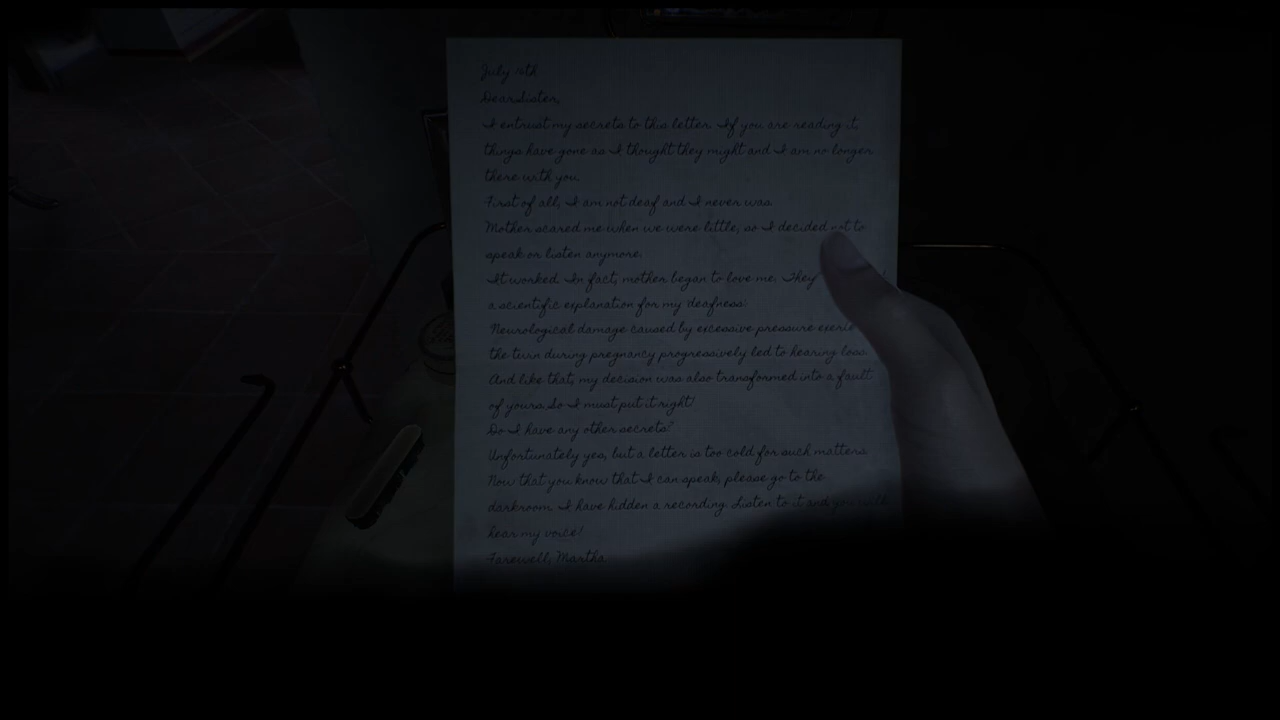 July
Dear Sister,
I entrust my secrets to this letter. If you are reading it,
things have gone as I thought they might and I am no longer
there with you.
First of all, I am not deaf and I never was.
Mother scared me when we were little, so I decided not to
speak or listen anymore.
It worked. In fact, mother began to love me. They
a scientific explanation for my 'deafness':
Neurological damage caused by excessive pressure
the turn during pregnancy progressively led to hearing loss.
And like that, my decision was also transformed into a fault
of yours. So I must put it right!
Do I have any other secrets?
Unfortunately yes, but a letter is too cold for such matters.
Now that you know that I can speak, please go to the
darkroom. I have hidden a recording. Listen to it and you will
hear my voice!
Farewell, Martha